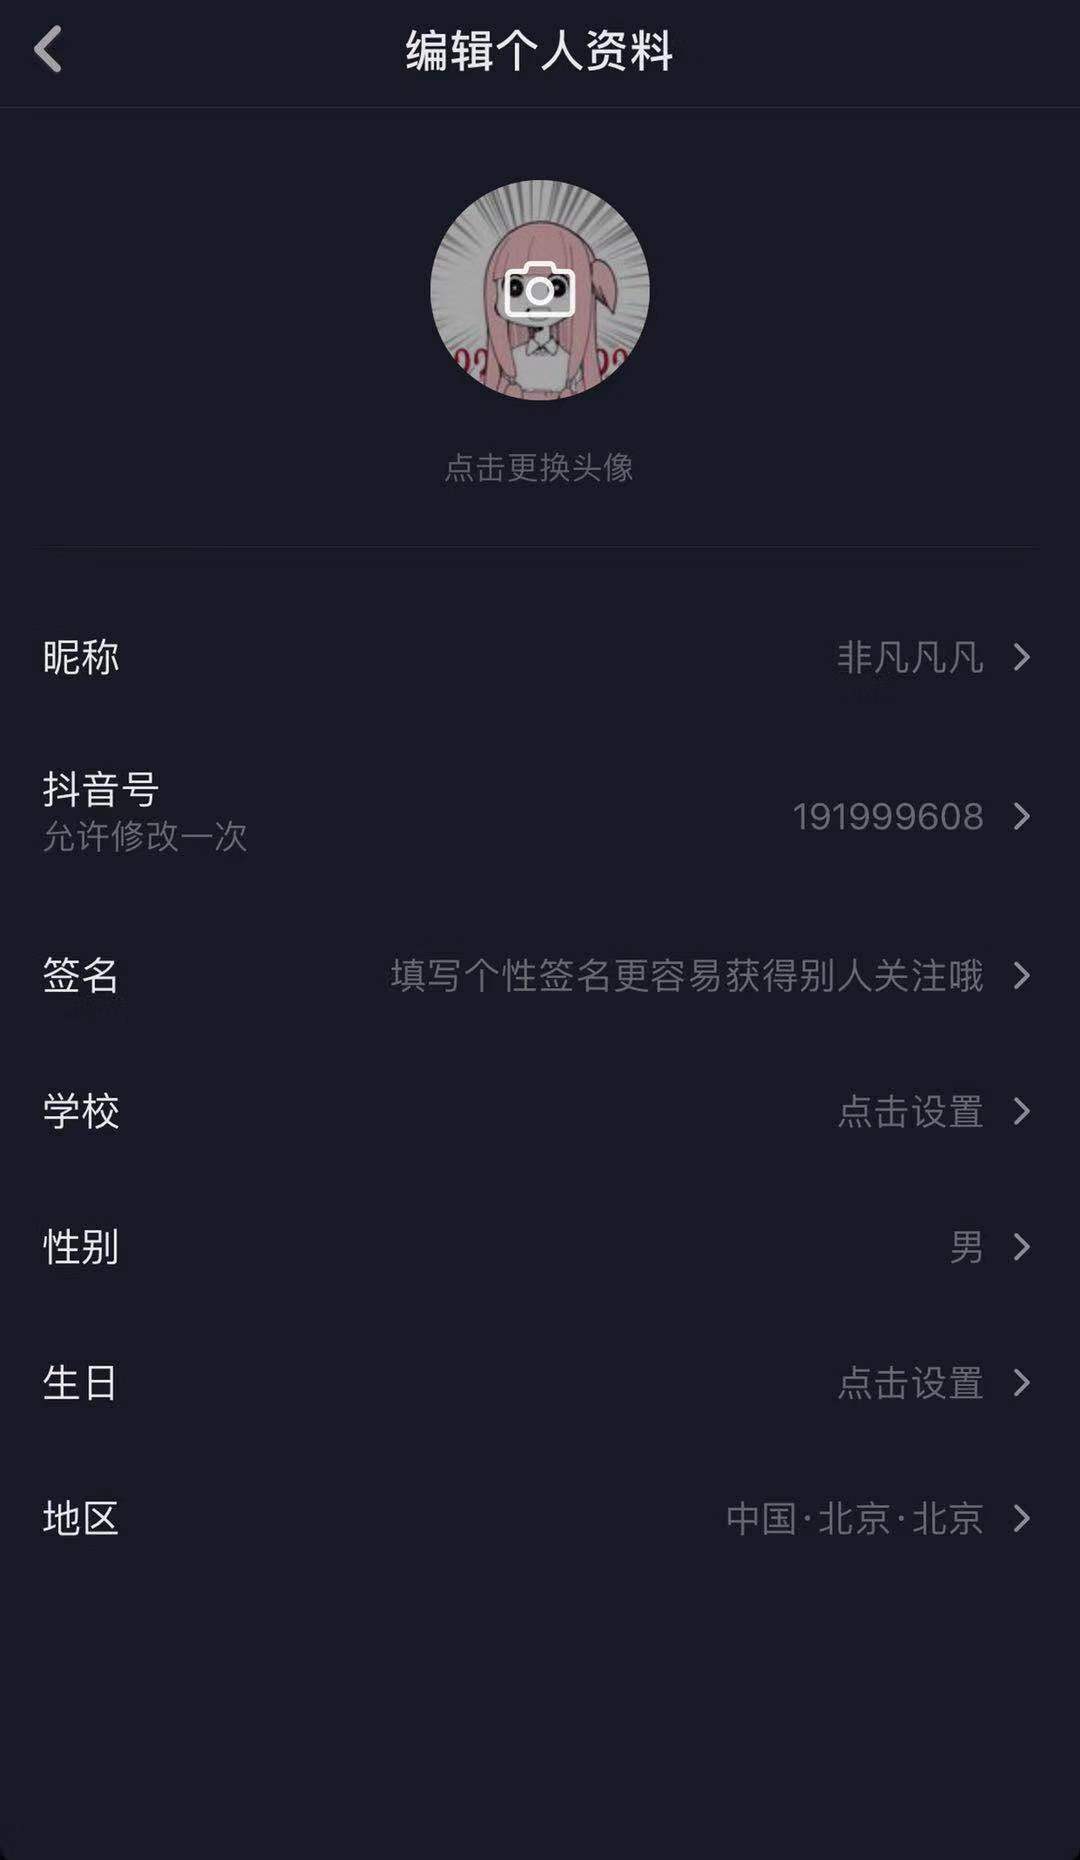 编辑个人资料
??
??
点击更换头像
昵称
非凡凡凡
抖音号
允许修改一次
191999608
签名
填写个性签名更容易获得别人关注哦
学校
点击设置
性别
男
生日
点击设置
地区
中国·北京·北京